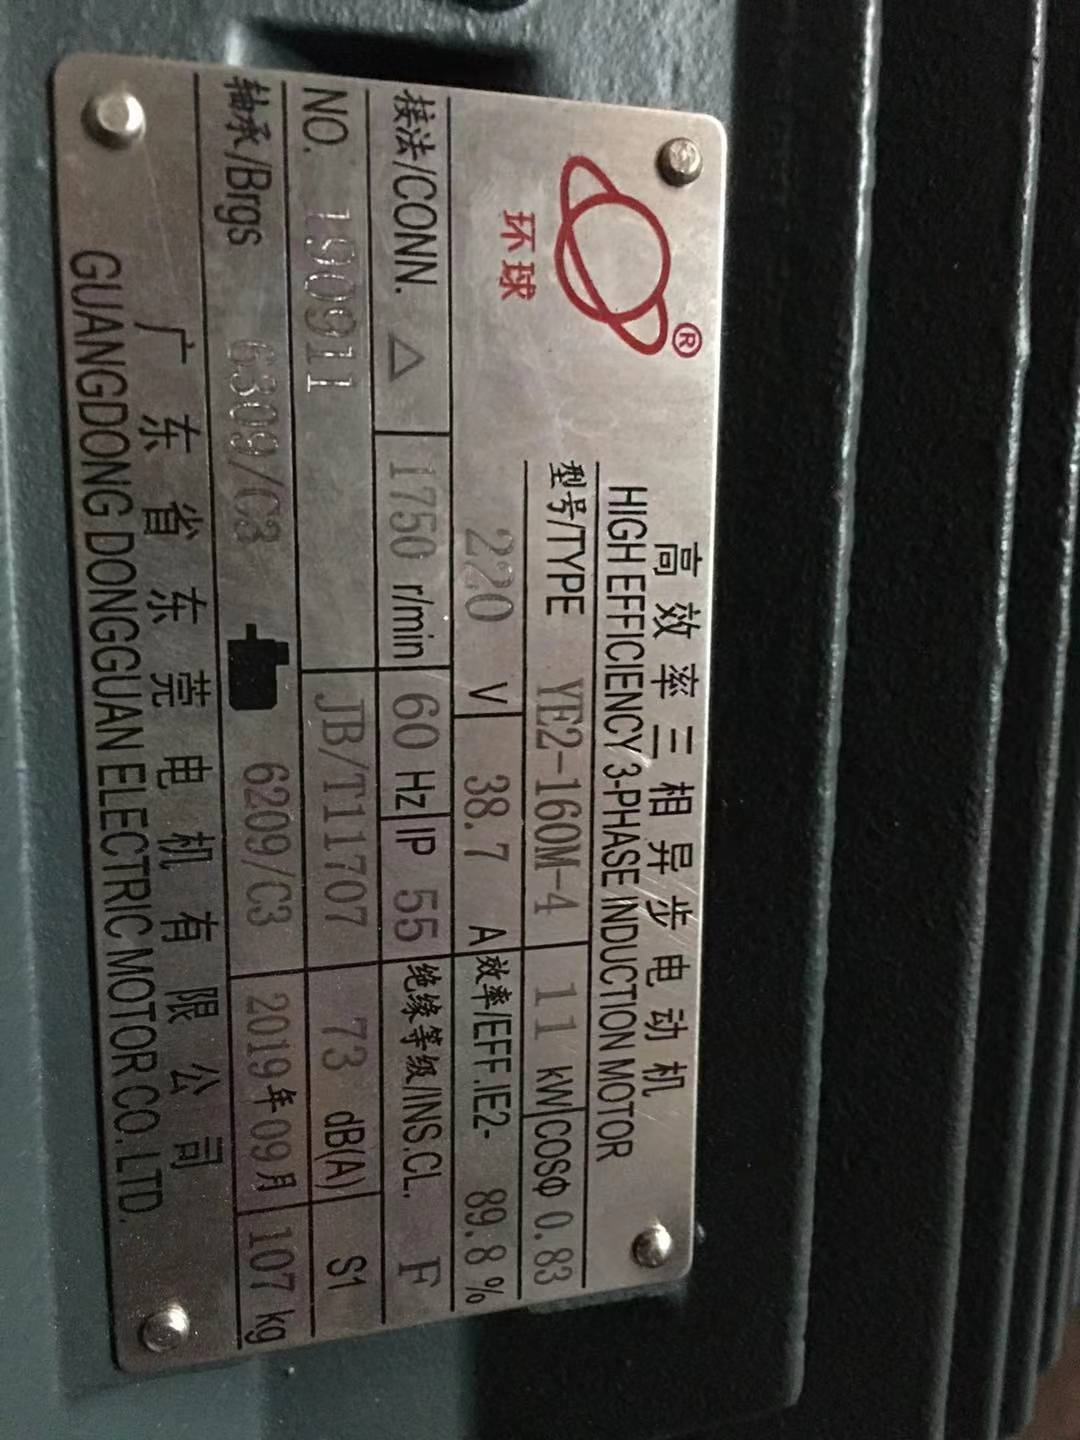 环球 ®
高效率三相异步电动机
HIGH EFFICIENCY 3-PHASE INDUCTION MOTOR
型号/TYPE YE2-160M-4 11 kW COSΦ 0.83
220 V 38.7 A 效率/EFF.IE2- 89.8 %
接法/CONN. △ 1750 r/min 60 Hz IP 55 绝缘等级/INS.CL. F
NO. 190911 JB/T11707 73 dB(A) S1
轴承/Brgs 6309/C3 6209/C3 2019年09月 107 kg
广东省东莞电机有限公司
GUANGDONG DONGGUAN ELECTRIC MOTOR CO. LTD.